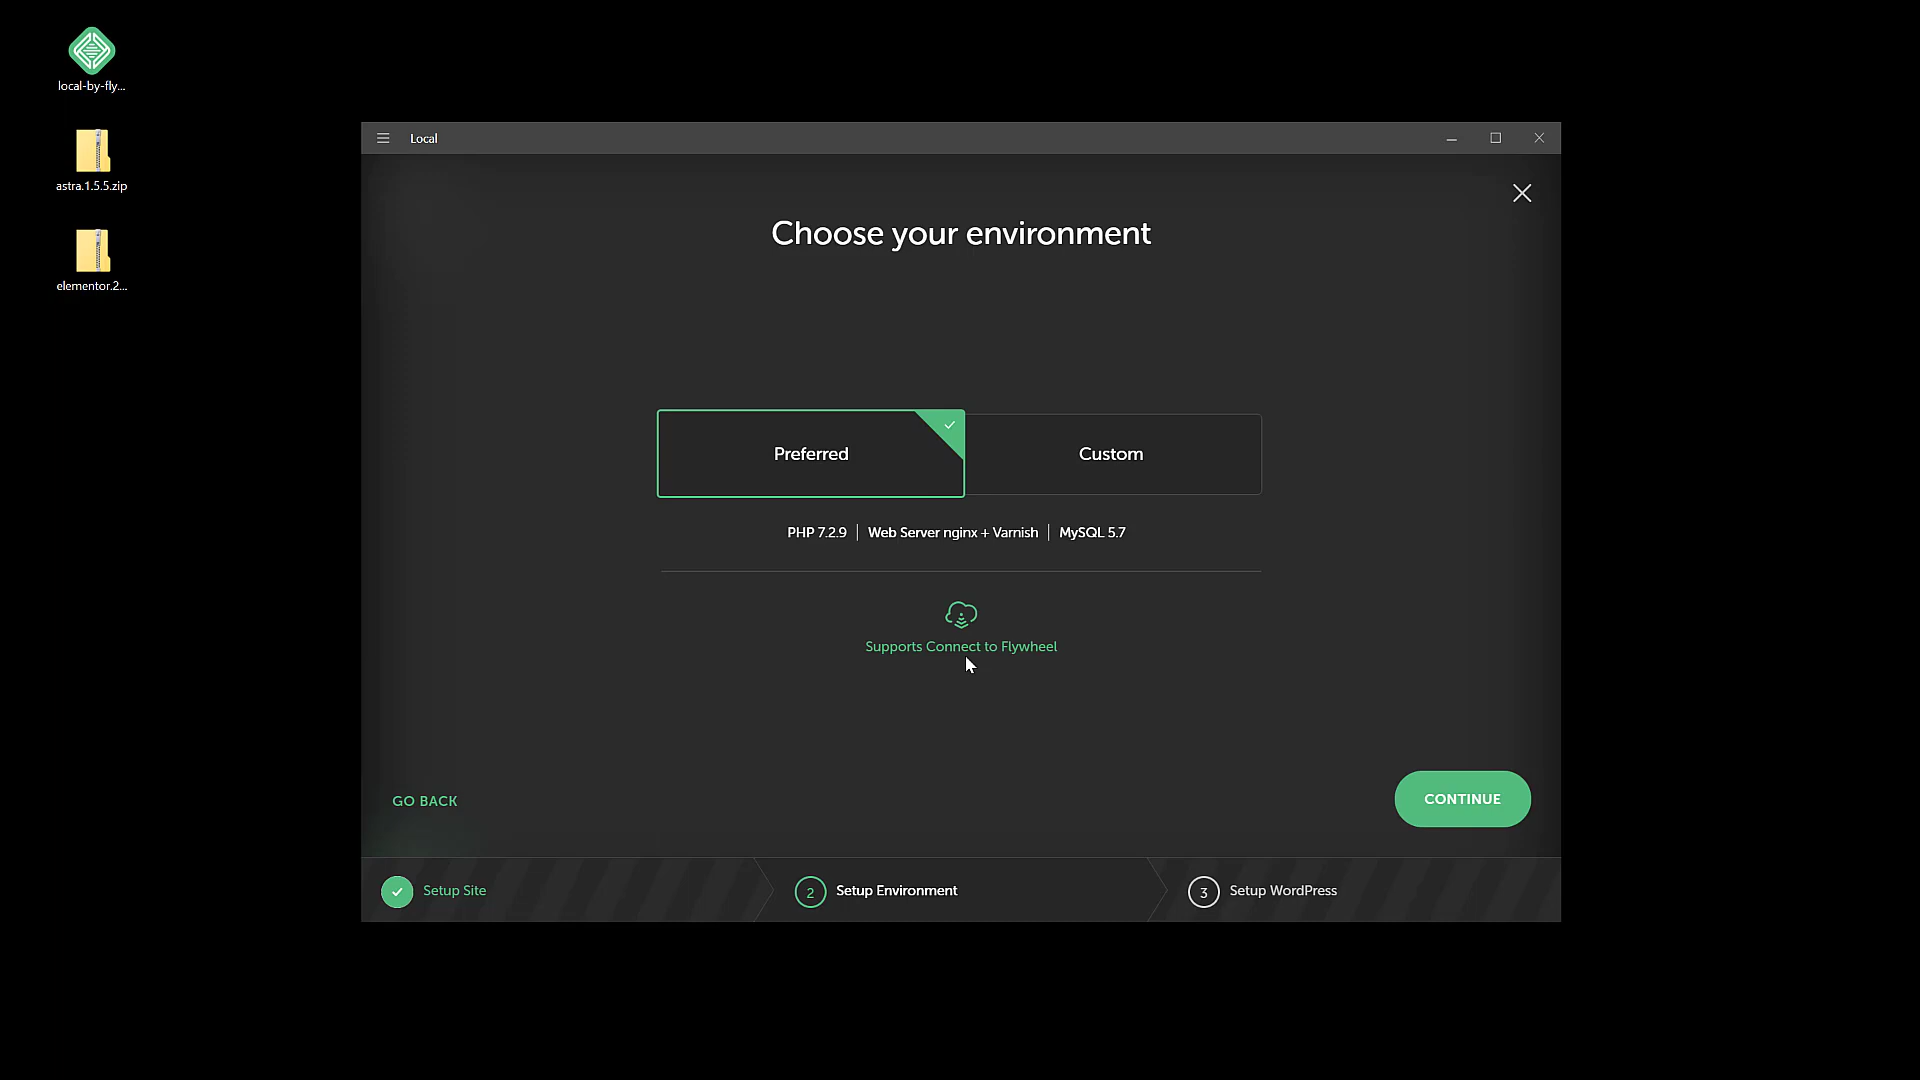 local-by-fly...
astra.1.5.5.zip
elementor.2...
Local
Choose your environment
Preferred
Custom
PHP 7.2.9 | Web Server nginx + Varnish | MySQL 5.7
Supports Connect to Flywheel
GO BACK
CONTINUE
Setup Site
2 Setup Environment
3 Setup WordPress